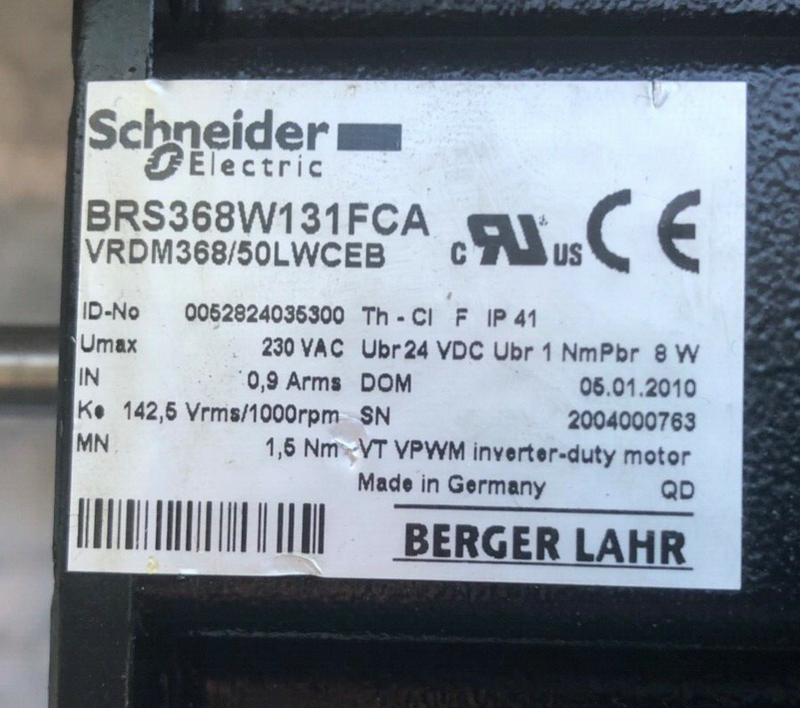 Schneider
Electric
BRS368W131FCA
VRDM368/50LWCEB
c RU US CE
ID-No 0052824035300 Th - Cl F IP 41
Umax 230 VAC Ubr 24 VDC Ubr 1 NmPbr 8 W
IN 0,9 Arms DOM 05.01.2010
Ke 142,5 Vrms/1000rpm SN 2004000763
MN 1,5 Nm VT VPWM inverter-duty motor
Made in Germany QD
BERGER LAHR